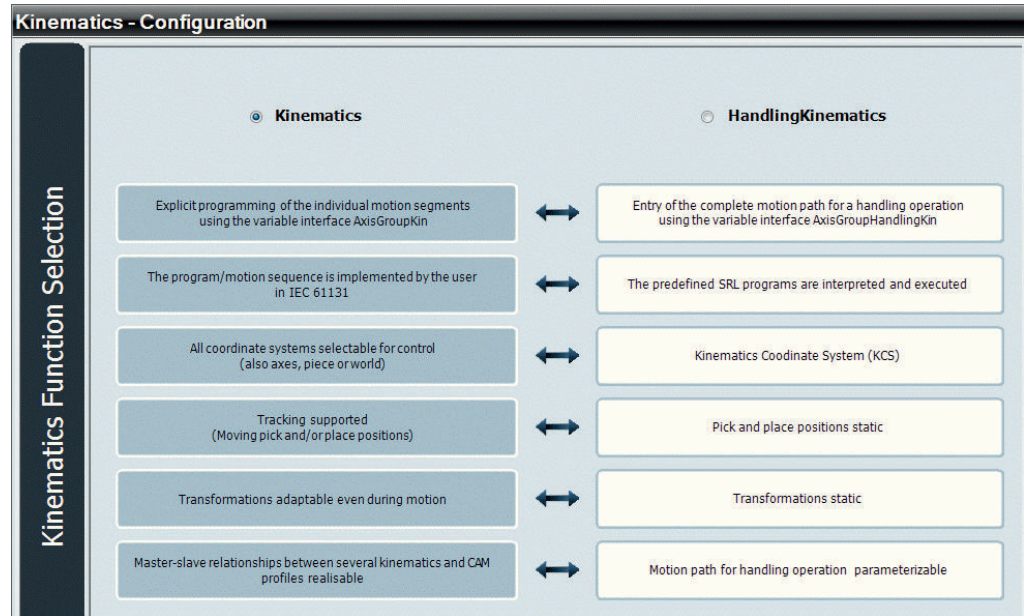 Kinematics - Configuration
Kinematics Function Selection
Kinematics
HandlingKinematics
Explicit programming of the individual motion segments
using the variable interface AxisGroupKin
Entry of the complete motion path for a handling operation
using the variable interface AxisGroupHandlingKin
The program/motion sequence is implemented by the user
in IEC 61131
The predefined SRL programs are interpreted and executed
All coordinate systems selectable for control
(also axes, piece or world)
Kinematics Coodinate System (KCS)
Tracking supported
(Moving pick and/or place positions)
Pick and place positions static
Transformations adaptable even during motion
Transformations static
Master-slave relationships between several kinematics and CAM
profiles realisable
Motion path for handling operation parameterizable